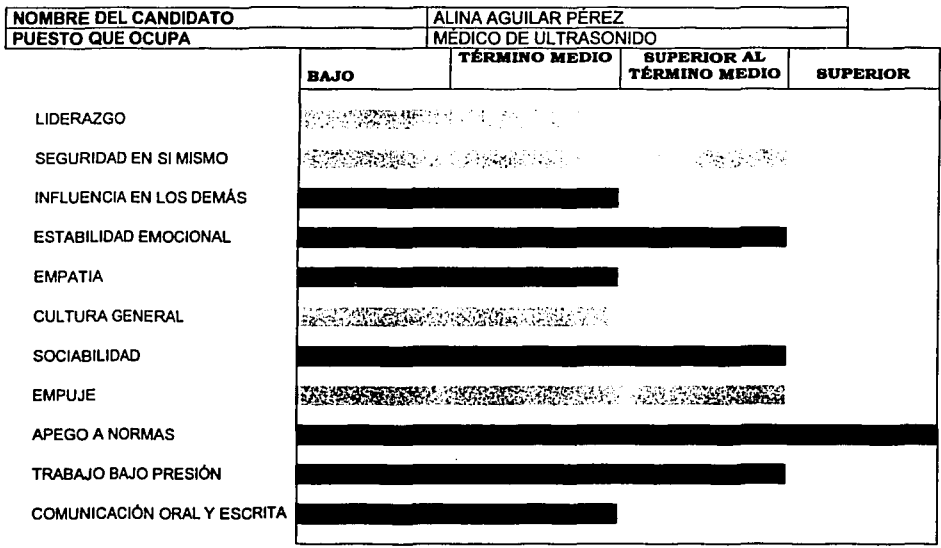 NOMBRE DEL CANDIDATO ALINA AGUILAR PÉREZ
PUESTO QUE OCUPA MÉDICO DE ULTRASONIDO
BAJO TÉRMINO MEDIO SUPERIOR AL TÉRMINO MEDIO SUPERIOR
LIDERAZGO
SEGURIDAD EN SI MISMO
INFLUENCIA EN LOS DEMÁS
ESTABILIDAD EMOCIONAL
EMPATIA
CULTURA GENERAL
SOCIABILIDAD
EMPUJE
APEGO A NORMAS
TRABAJO BAJO PRESIÓN
COMUNICACIÓN ORAL Y ESCRITA